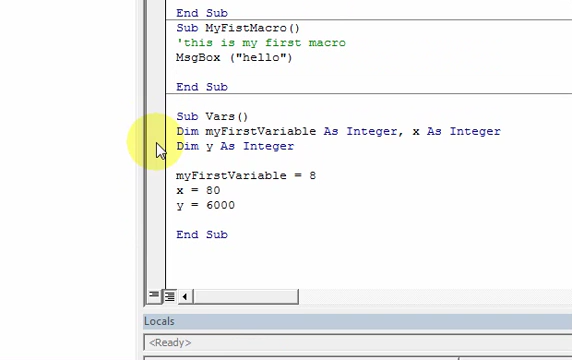 End Sub
Sub MyFistMacro()
'this is my first macro
MsgBox ("hello")
End Sub
Sub Vars()
Dim myFirstVariable As Integer, x As Integer
Dim y As Integer
myFirstVariable = 8
x = 80
y = 6000
End Sub
Locals
<Ready>